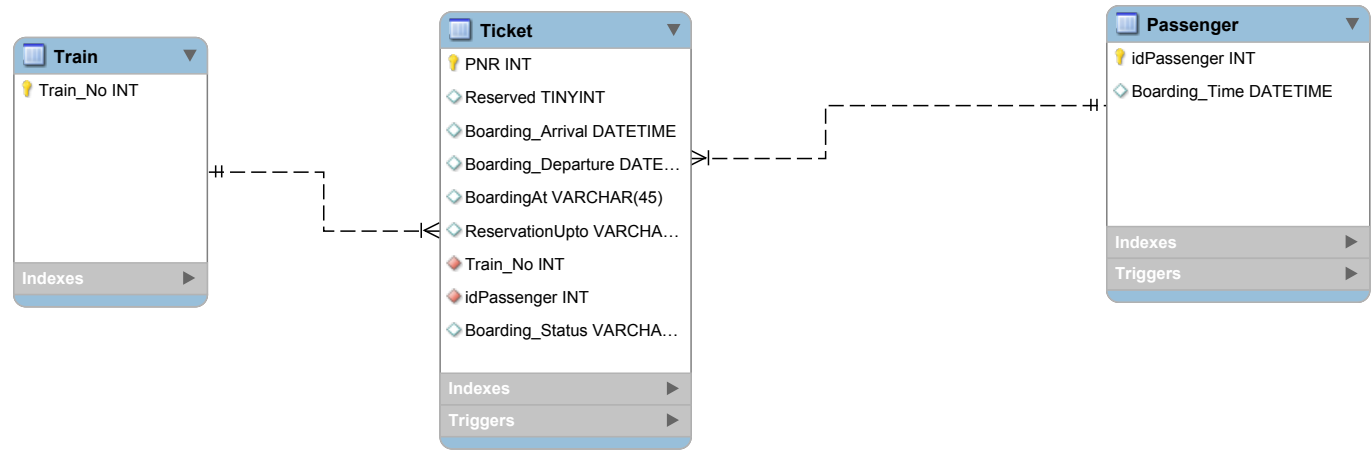 Train
Train_No INT
Indexes
Ticket
PNR INT
Reserved TINYINT
Boarding_Arrival DATETIME
Boarding_Departure DATE…
BoardingAt VARCHAR(45)
ReservationUpto VARCHA…
Train_No INT
idPassenger INT
Boarding_Status VARCHA…
Indexes
Triggers
Passenger
idPassenger INT
Boarding_Time DATETIME
Indexes
Triggers